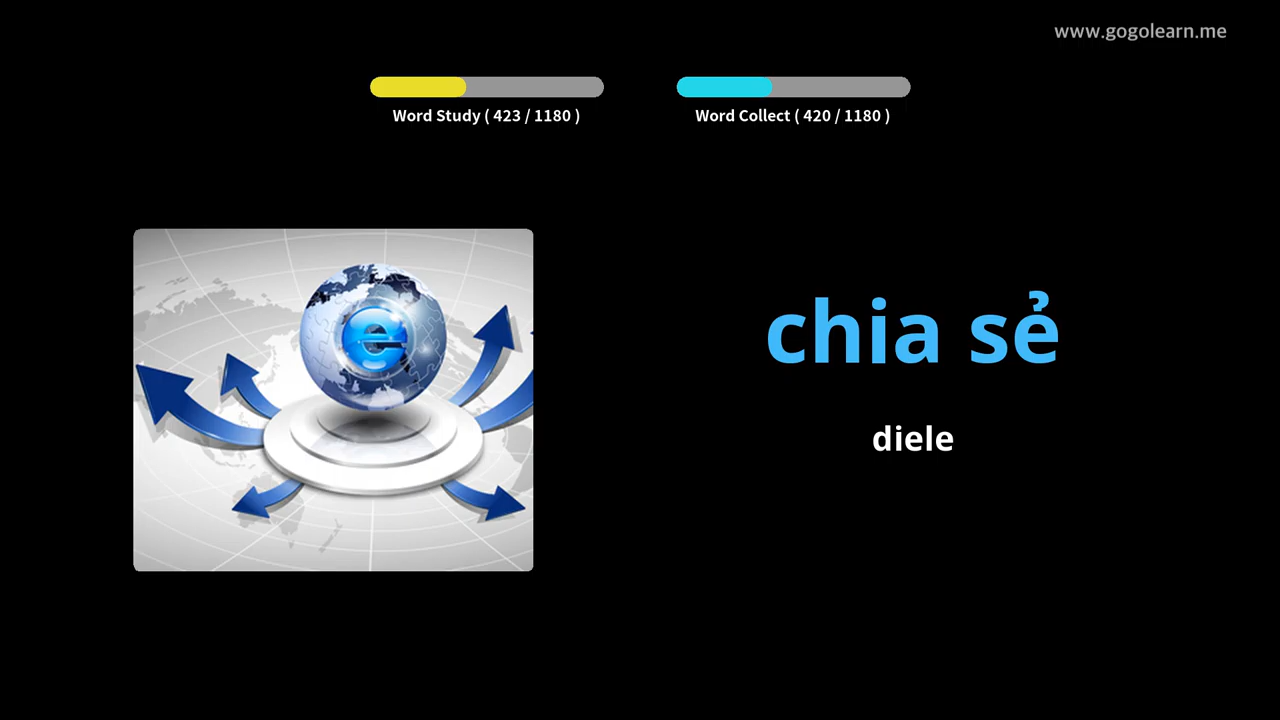 www.gogolearn.me
Word Study ( 423 / 1180 )
Word Collect ( 420 / 1180 )
e
chia sẻ
diele